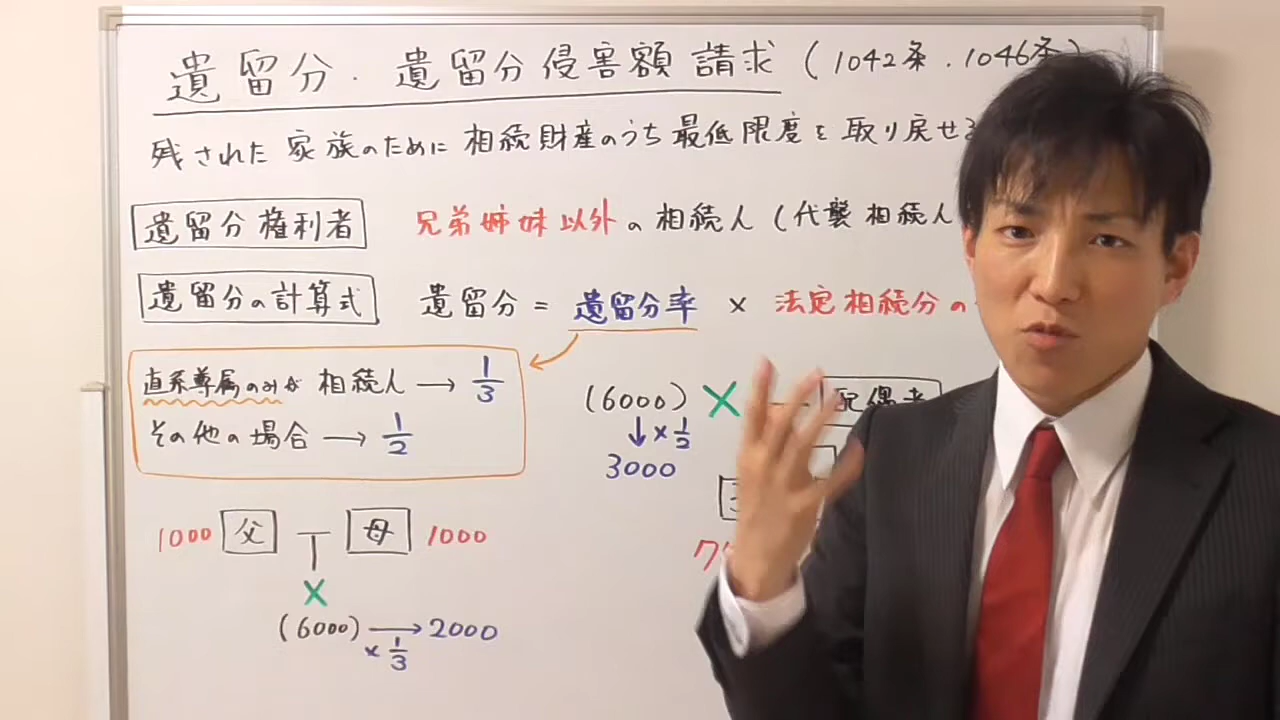 遺留分・遺留分侵害額請求 (1042条・1046条)
残された家族のために相続財産のうち最低限度を取り戻せる
遺留分権利者 兄弟姉妹以外の相続人(代襲相続人
遺留分の計算式 遺留分 = 遺留分率 × 法定相続分の
直系尊属のみが相続人 → 1/3
その他の場合 → 1/2
(6000) × 配偶者
↓×1/2
3000
1000 父 母 1000
×
(6000) → 2000
×1/3